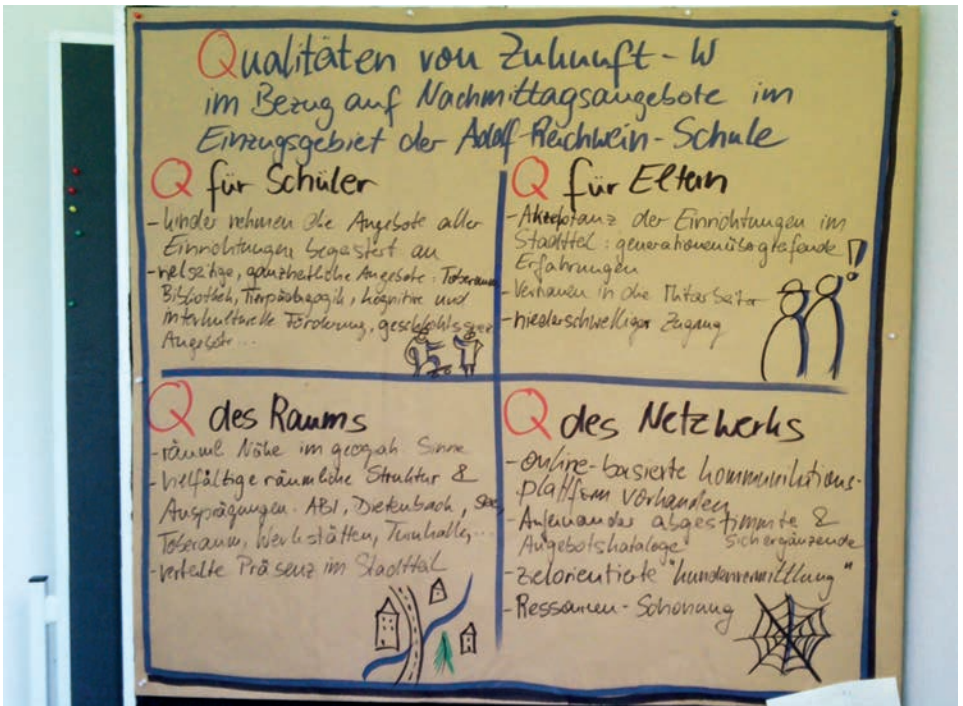 Qualitäten von Zukunft - W
im Bezug auf Nachmittagsangebote im
Einzugsgebiet der Adolf-Reichwein-Schule
Q für Schüler
- Kinder nehmen die Angebote aller
Einrichtungen begeistert an
- vielseitige, ganzheitliche Angebote: Toberaum,
Bibliothek, Tierpädagogik, kognitive und
interkulturelle Förderung,
Angebote...
Q für Eltern
- Akzeptanz der Einrichtungen im
Stadtteil: generationenübergreifende
Erfahrungen
- Vertrauen in die Mitarbeiter
- niederschwelliger Zugang
!
Q des Raums
- räuml Nähe im geograph Sinne
- vielfältige räumliche Struktur &
Ausprägungen: ABI, Dietenbach, See,
Toberaum, Werkstätten, Turnhalle,...
- verteilte Präsenz im Stadtteil
Q des Netzwerks
- Online-basierte Kommunikations-
plattform vorhanden
- Aufeinander abgestimmte &
Angebotskataloge sich ergänzende
- zielorientierte "Kundenvermittlung"
- Ressourcen-Schonung